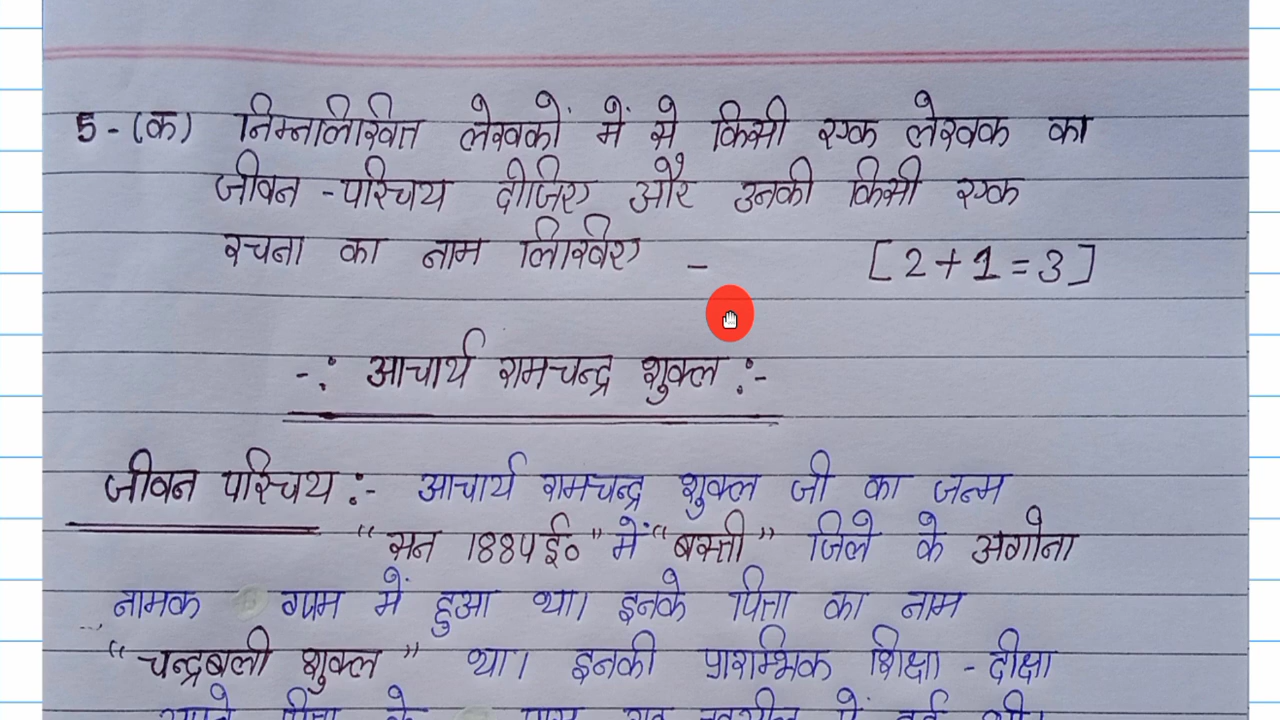 5-(क) निम्नलिखित लेखकों में से किसी एक लेखक का
जीवन-परिचय दीजिए और उनकी किसी एक
रचना का नाम लिखिए - [2+1=3]
-: आचार्य रामचन्द्र शुक्ल :-
जीवन परिचय :- आचार्य रामचन्द्र शुक्ल जी का जन्म
“सन 1884ई०” में “बस्ती” जिले के अगोना
नामक ग्राम में हुआ था। इनके पिता का नाम
“चन्द्रबली शुक्ल” था। इनकी प्रारम्भिक शिक्षा - दीक्षा